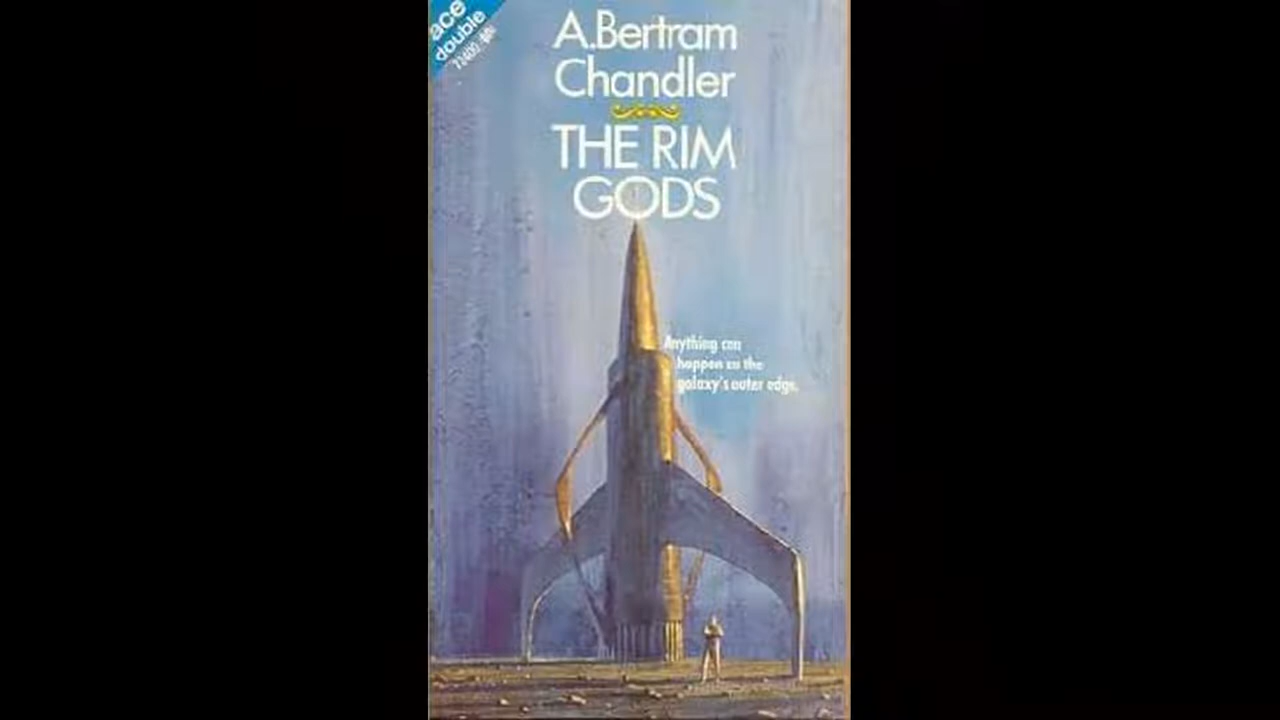 ace
double
A.Bertram
Chandler
THE RIM
GODS
Anything can
happen on the
galaxy's outer edge.